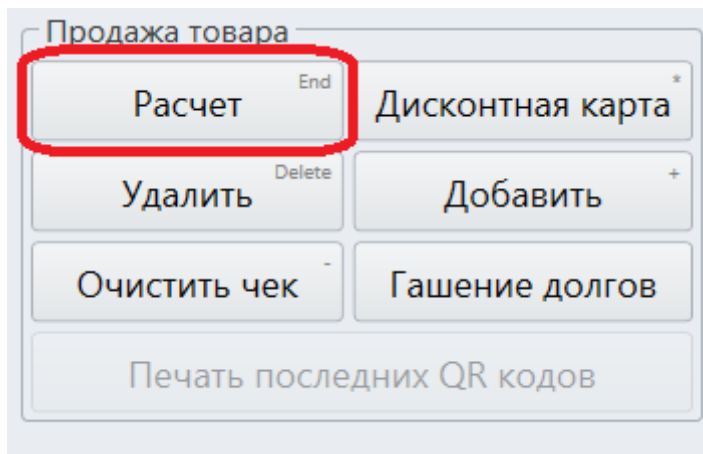 Продажа товара
Расчет End
Дисконтная карта *
Удалить Delete
Добавить +
Очистить чек -
Гашение долгов
Печать последних QR кодов